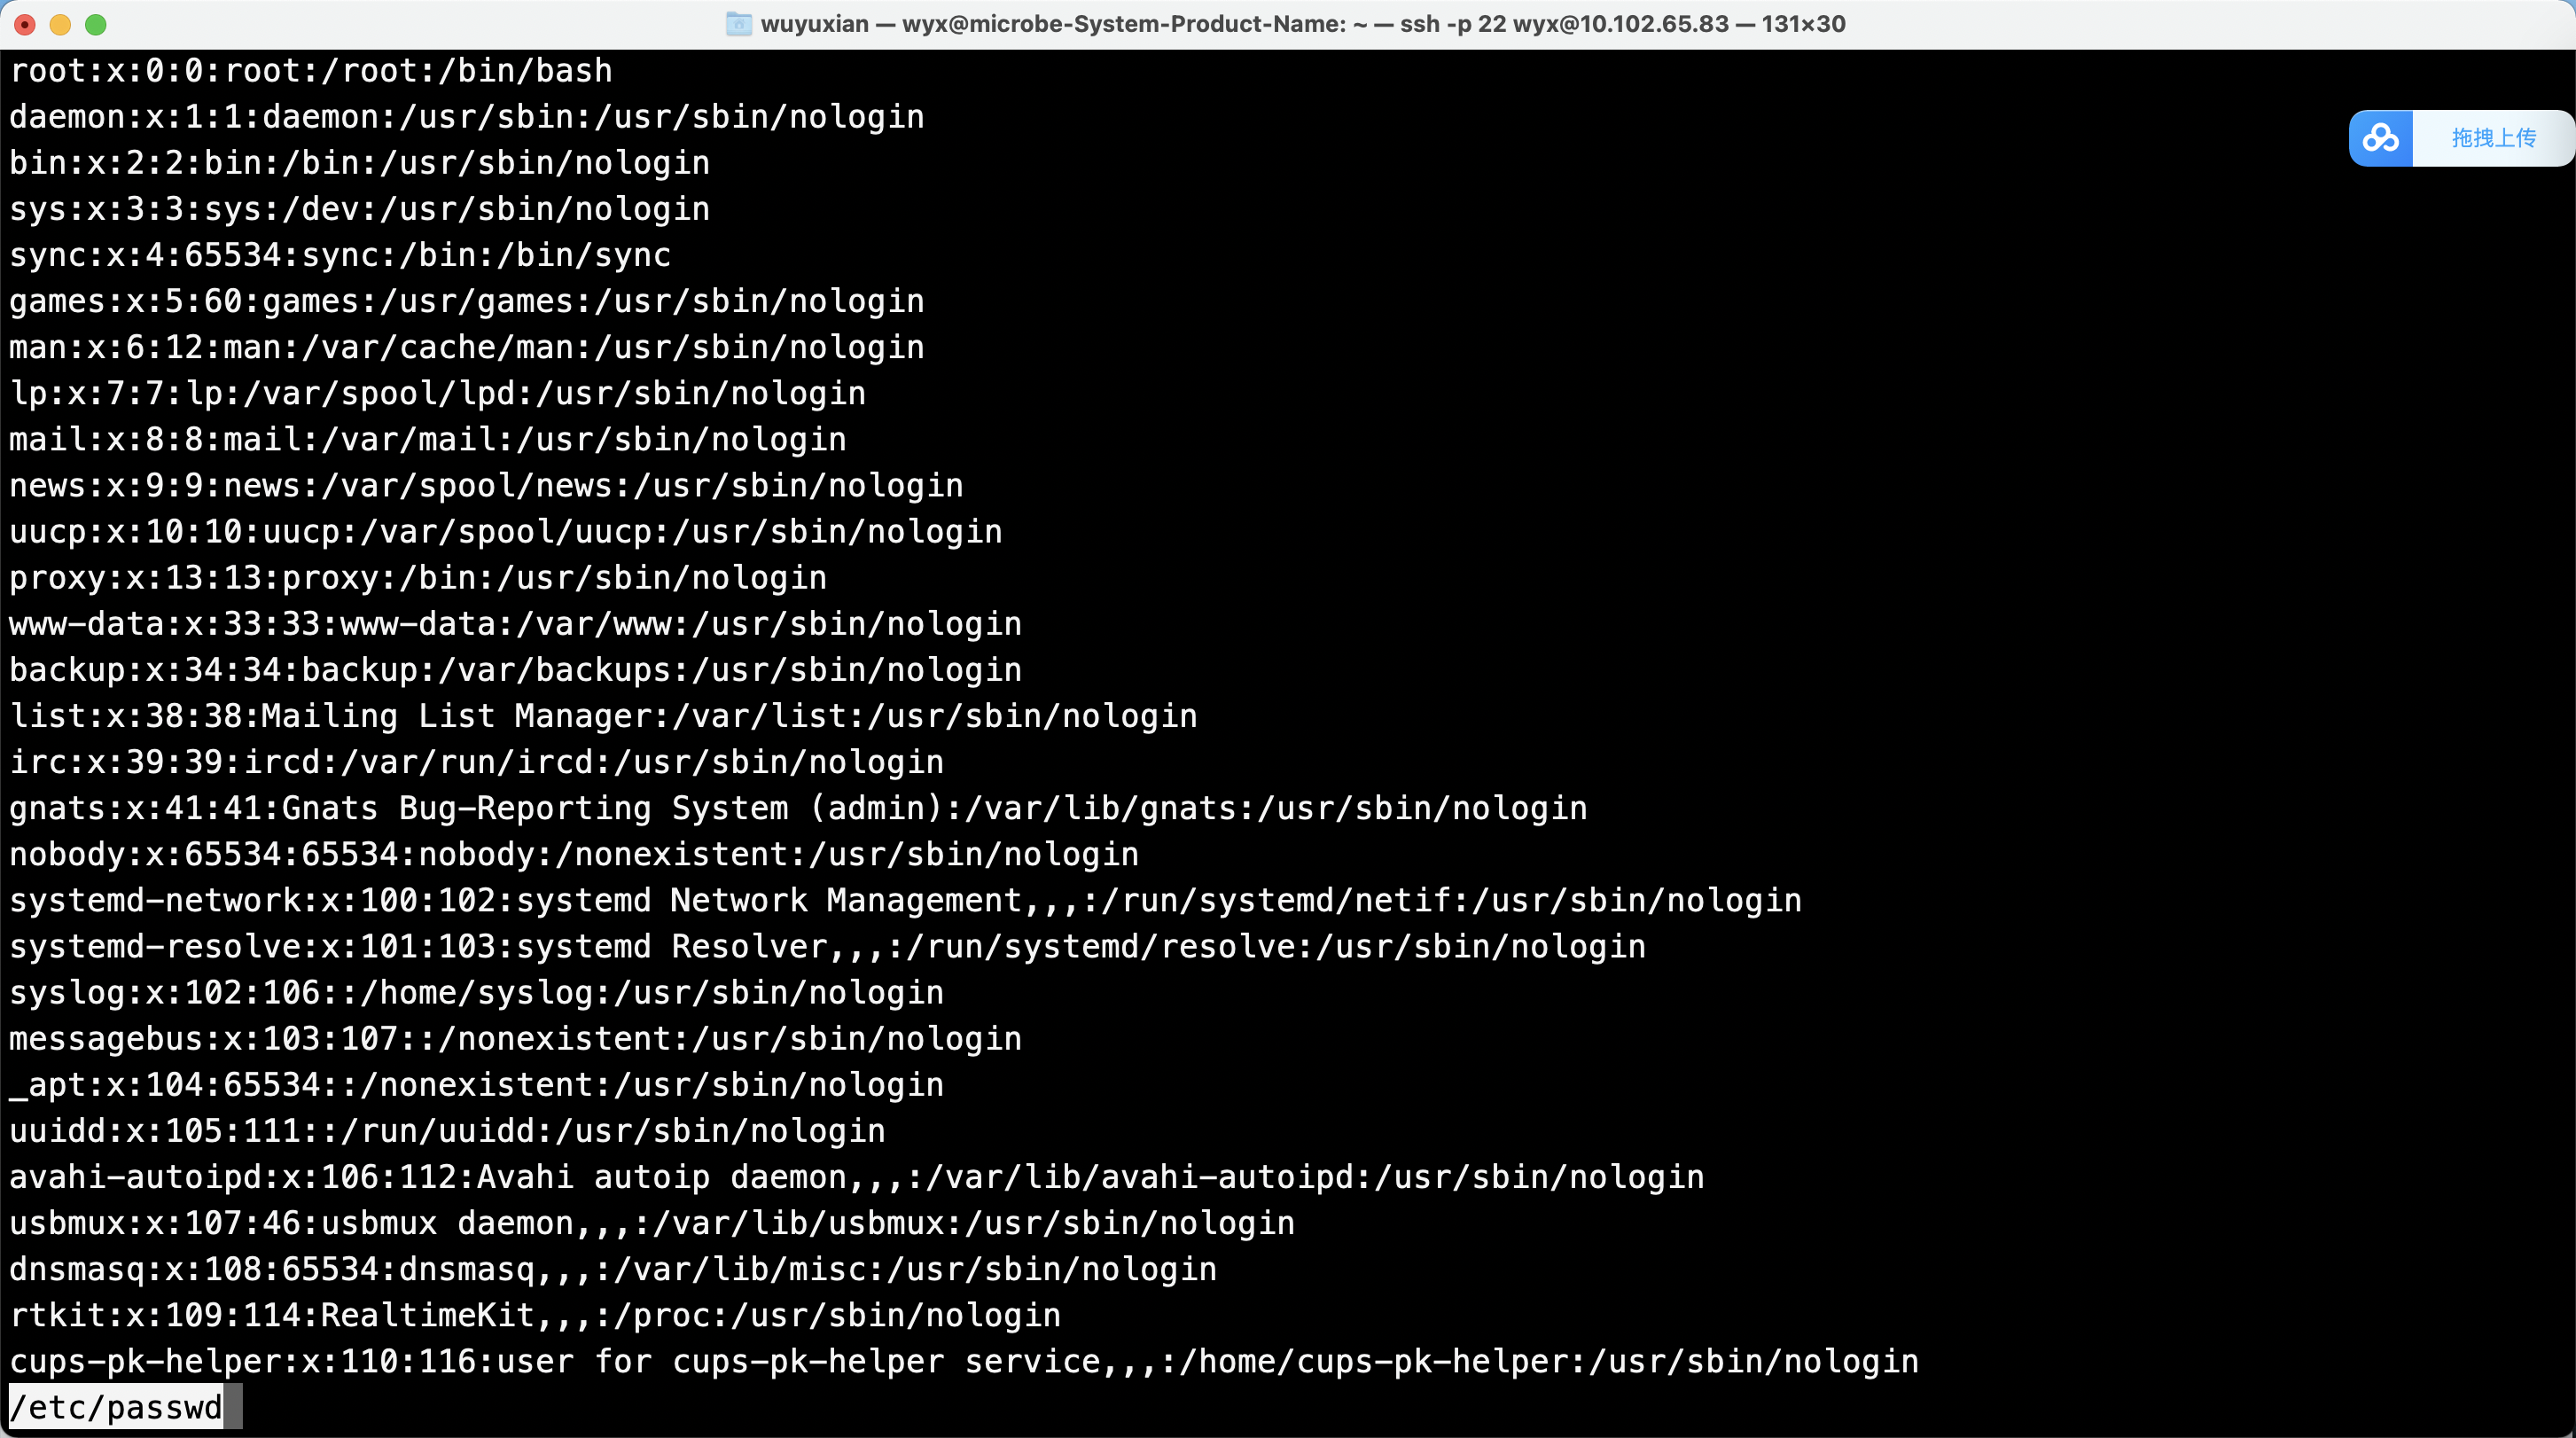 wuyuxian — wyx@microbe-System-Product-Name: ~ — ssh -p 22 wyx@10.102.65.83 — 131×30
root:x:0:0:root:/root:/bin/bash
daemon:x:1:1:daemon:/usr/sbin:/usr/sbin/nologin
拖拽上传
bin:x:2:2:bin:/bin:/usr/sbin/nologin
sys:x:3:3:sys:/dev:/usr/sbin/nologin
sync:x:4:65534:sync:/bin:/bin/sync
games:x:5:60:games:/usr/games:/usr/sbin/nologin
man:x:6:12:man:/var/cache/man:/usr/sbin/nologin
lp:x:7:7:lp:/var/spool/lpd:/usr/sbin/nologin
mail:x:8:8:mail:/var/mail:/usr/sbin/nologin
news:x:9:9:news:/var/spool/news:/usr/sbin/nologin
uucp:x:10:10:uucp:/var/spool/uucp:/usr/sbin/nologin
proxy:x:13:13:proxy:/bin:/usr/sbin/nologin
www-data:x:33:33:www-data:/var/www:/usr/sbin/nologin
backup:x:34:34:backup:/var/backups:/usr/sbin/nologin
list:x:38:38:Mailing List Manager:/var/list:/usr/sbin/nologin
irc:x:39:39:ircd:/var/run/ircd:/usr/sbin/nologin
gnats:x:41:41:Gnats Bug-Reporting System (admin):/var/lib/gnats:/usr/sbin/nologin
nobody:x:65534:65534:nobody:/nonexistent:/usr/sbin/nologin
systemd-network:x:100:102:systemd Network Management,,,:/run/systemd/netif:/usr/sbin/nologin
systemd-resolve:x:101:103:systemd Resolver,,,:/run/systemd/resolve:/usr/sbin/nologin
syslog:x:102:106::/home/syslog:/usr/sbin/nologin
messagebus:x:103:107::/nonexistent:/usr/sbin/nologin
_apt:x:104:65534::/nonexistent:/usr/sbin/nologin
uuidd:x:105:111::/run/uuidd:/usr/sbin/nologin
avahi-autoipd:x:106:112:Avahi autoip daemon,,,:/var/lib/avahi-autoipd:/usr/sbin/nologin
usbmux:x:107:46:usbmux daemon,,,:/var/lib/usbmux:/usr/sbin/nologin
dnsmasq:x:108:65534:dnsmasq,,,:/var/lib/misc:/usr/sbin/nologin
rtkit:x:109:114:RealtimeKit,,,:/proc:/usr/sbin/nologin
cups-pk-helper:x:110:116:user for cups-pk-helper service,,,:/home/cups-pk-helper:/usr/sbin/nologin
/etc/passwd